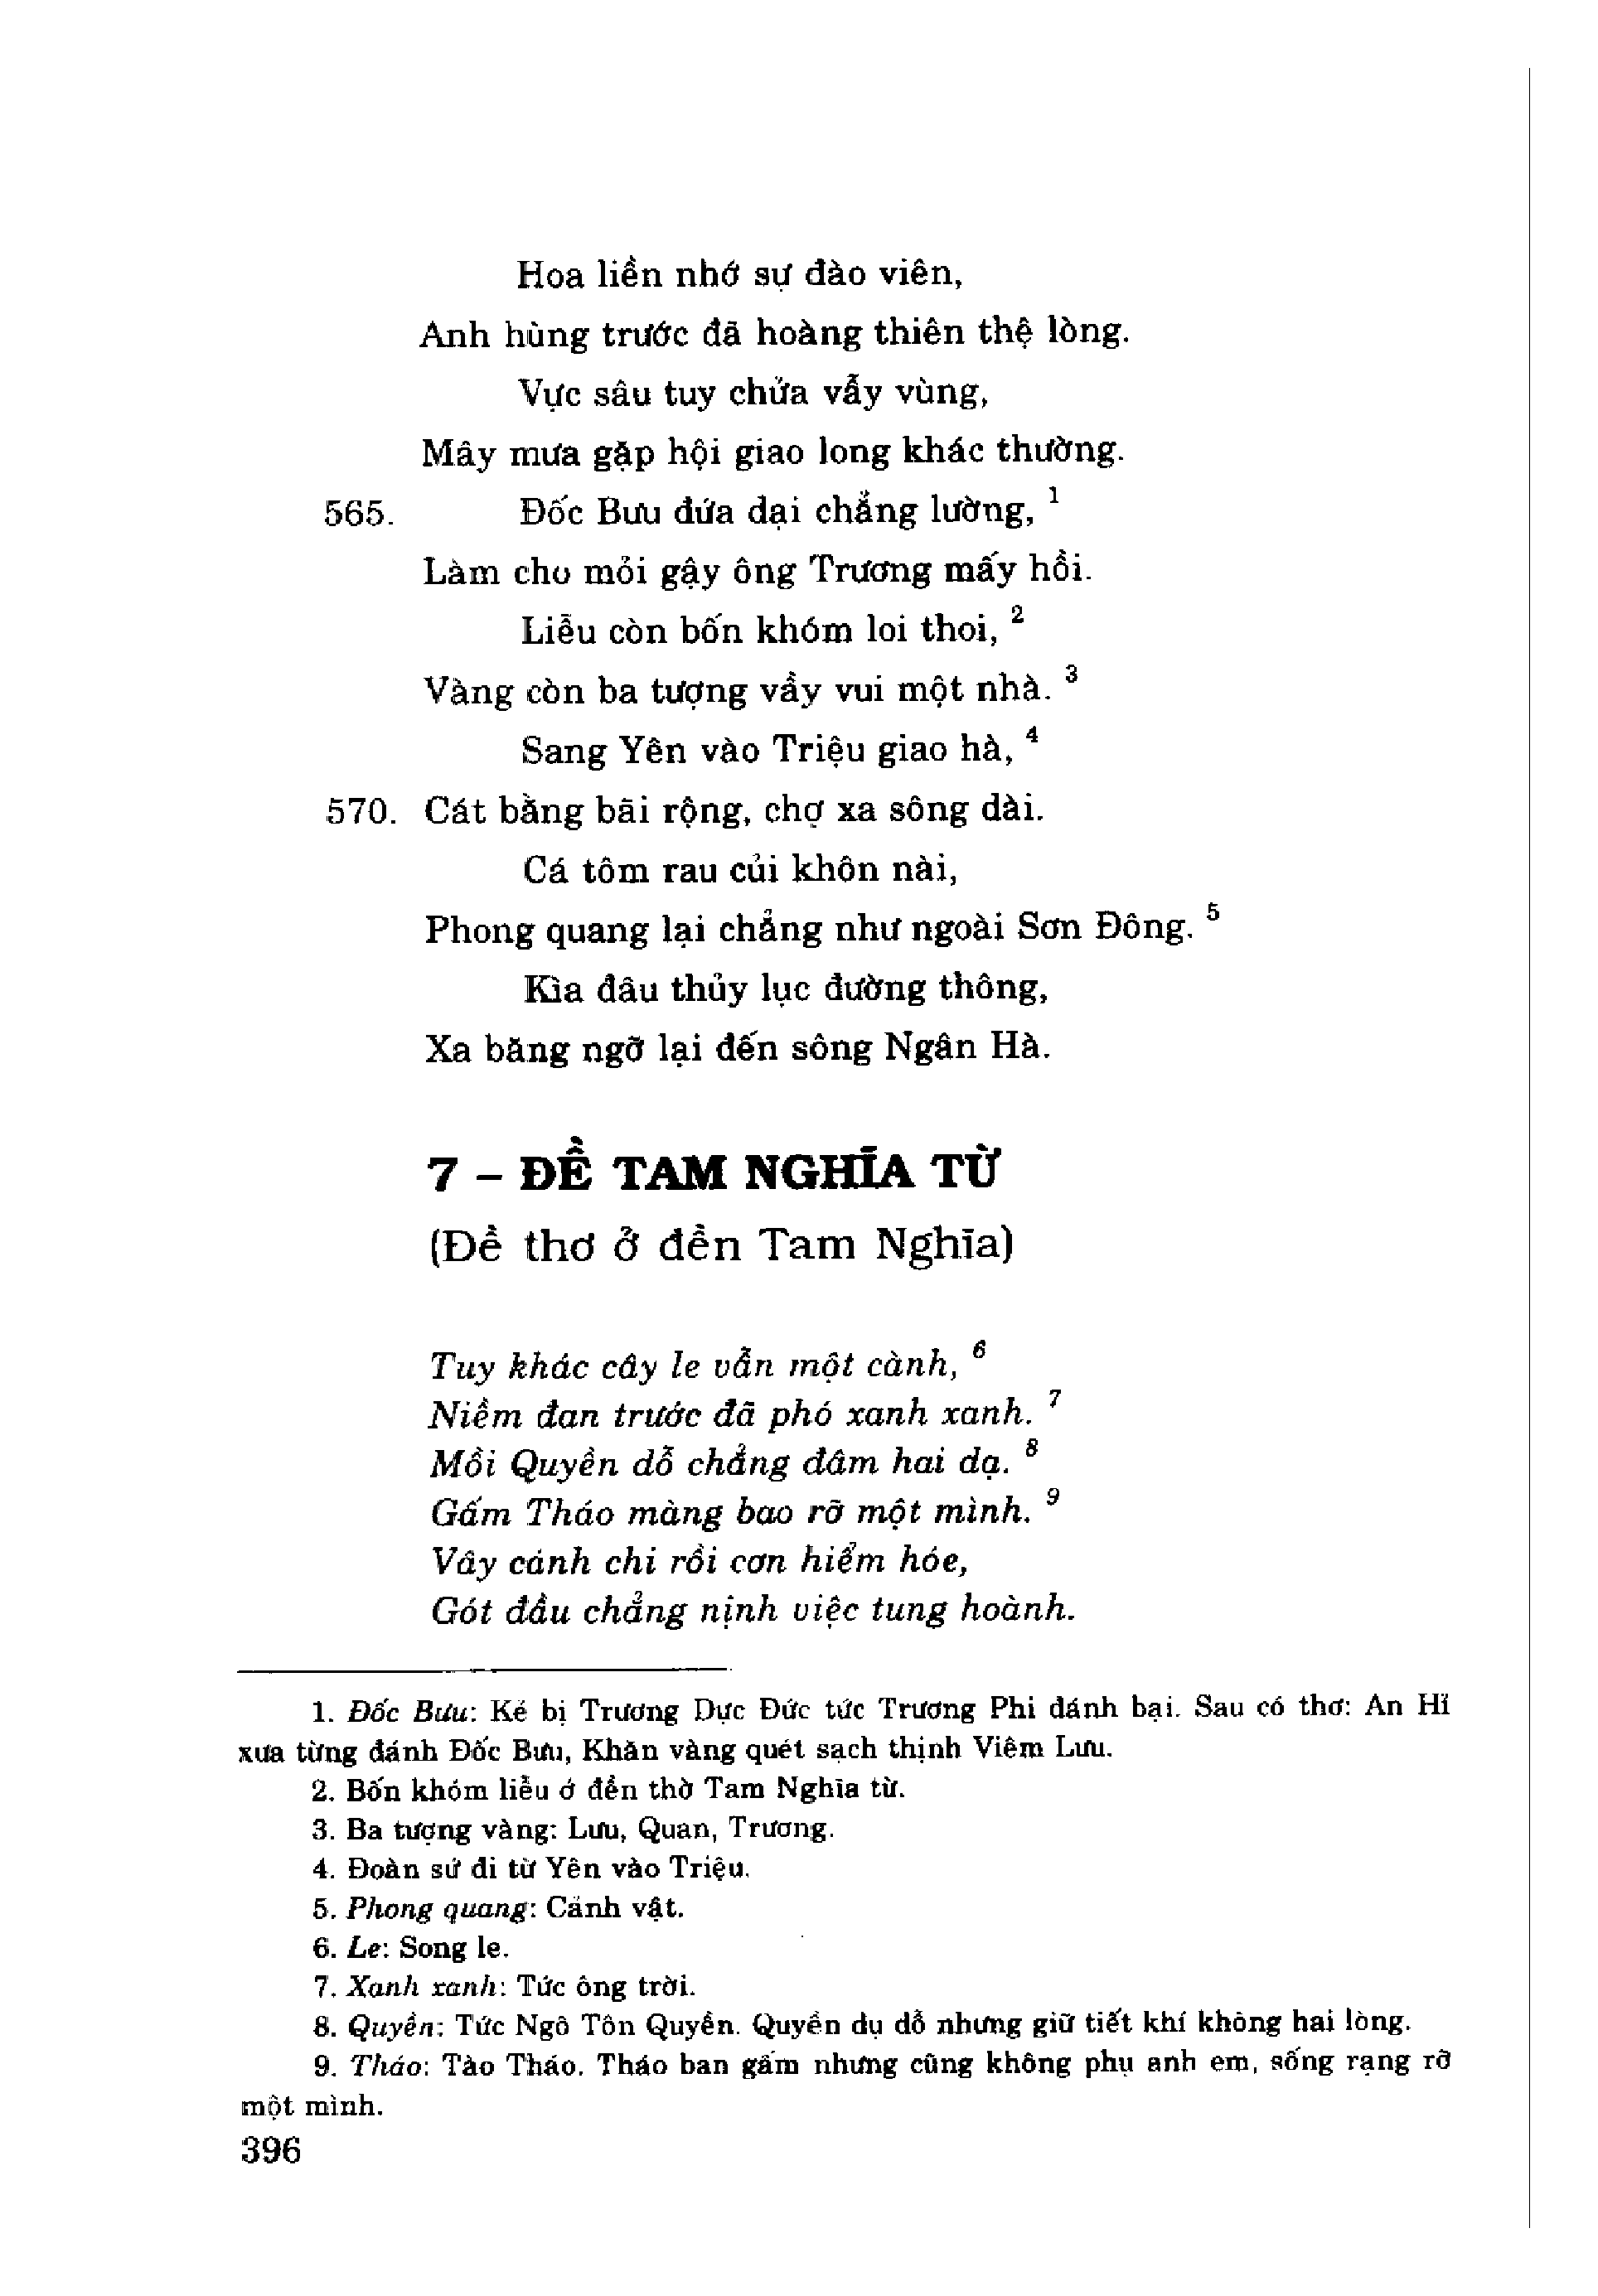 Hoa liền nhớ sự đào viên,
Anh hùng trước đã hoàng thiên thệ lòng.
Vực sâu tuy chửa vẫy vùng,
Mây mưa gặp hội giao long khác thường.
565. Đốc Bưu đứa dại chẳng lường, 1
Làm cho mỏi gậy ông Trương mấy hồi.
Liễu còn bốn khóm loi thoi, 2
Vàng còn ba tượng vầy vui một nhà. 3
Sang Yên vào Triệu giao hà, 4
570. Cát bằng bãi rộng, chợ xa sông dài.
Cá tôm rau củi khôn nài,
Phong quang lại chẳng như ngoài Sơn Đông. 5
Kìa đâu thủy lục đường thông,
Xa băng ngỡ lại đến sông Ngân Hà.
7 – ĐỀ TAM NGHĨA TỪ
(Đề thơ ở đền Tam Nghĩa)
Tuy khác cây le vẫn một cành, 6
Niềm đan trước đã phó xanh xanh. 7
Mồi Quyền dỗ chẳng đâm hai dạ. 8
Gấm Tháo màng bao rỡ một mình. 9
Vây cánh chi rồi cơn hiểm hóe,
Gót đầu chẳng nịnh việc tung hoành.
1. Đốc Bưu: Kẻ bị Trương Dực Đức tức Trương Phi đánh bại. Sau có thơ: An Hỉ
xưa từng đánh Đốc Bưu, Khăn vàng quét sạch thịnh Viêm Lưu.
2. Bốn khóm liễu ở đền thờ Tam Nghĩa từ.
3. Ba tượng vàng: Lưu, Quan, Trương.
4. Đoàn sứ đi từ Yên vào Triệu.
5. Phong quang: Cảnh vật.
6. Le: Song le.
7. Xanh xanh: Tức ông trời.
8. Quyền: Tức Ngô Tôn Quyền. Quyền dụ dỗ nhưng giữ tiết khí không hai lòng.
9. Tháo: Tào Tháo. Tháo ban gấm nhưng cũng không phụ anh em, sống rạng rỡ
một mình.
396